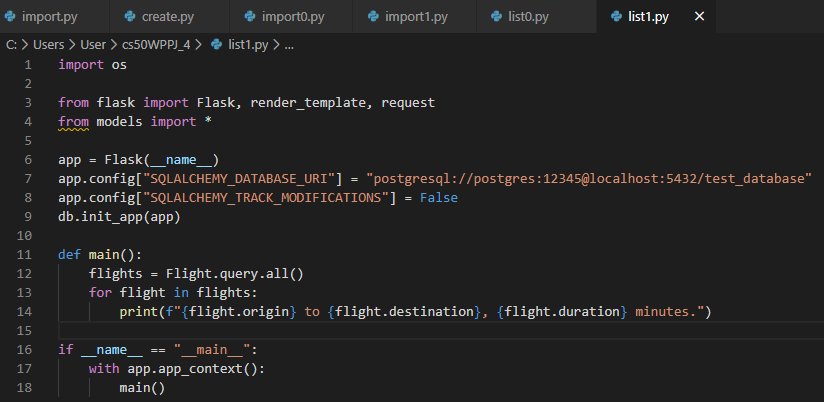 import.py create.py import0.py import1.py list0.py list1.py ×
C: > Users > User > cs50WPPJ_4 > list1.py > ...
1 import os
2
3 from flask import Flask, render_template, request
4 from models import *
5
6 app = Flask(__name__)
7 app.config["SQLALCHEMY_DATABASE_URI"] = "postgresql://postgres:12345@localhost:5432/test_database"
8 app.config["SQLALCHEMY_TRACK_MODIFICATIONS"] = False
9 db.init_app(app)
10
11 def main():
12     flights = Flight.query.all()
13     for flight in flights:
14         print(f"{flight.origin} to {flight.destination}, {flight.duration} minutes.")
15
16 if __name__ == "__main__":
17     with app.app_context():
18         main()